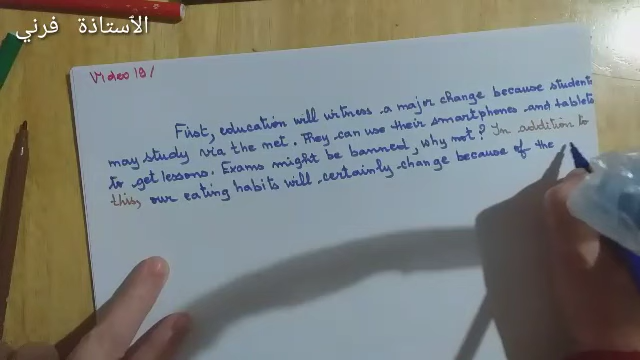 الآستاذة فرني
Video 18/
First, education will witness a major change because students
may study via the net. They can use their smartphones and tablets
to get lessons. Exams might be banned, why not? In addition to
this, our eating habits will certainly change because of the